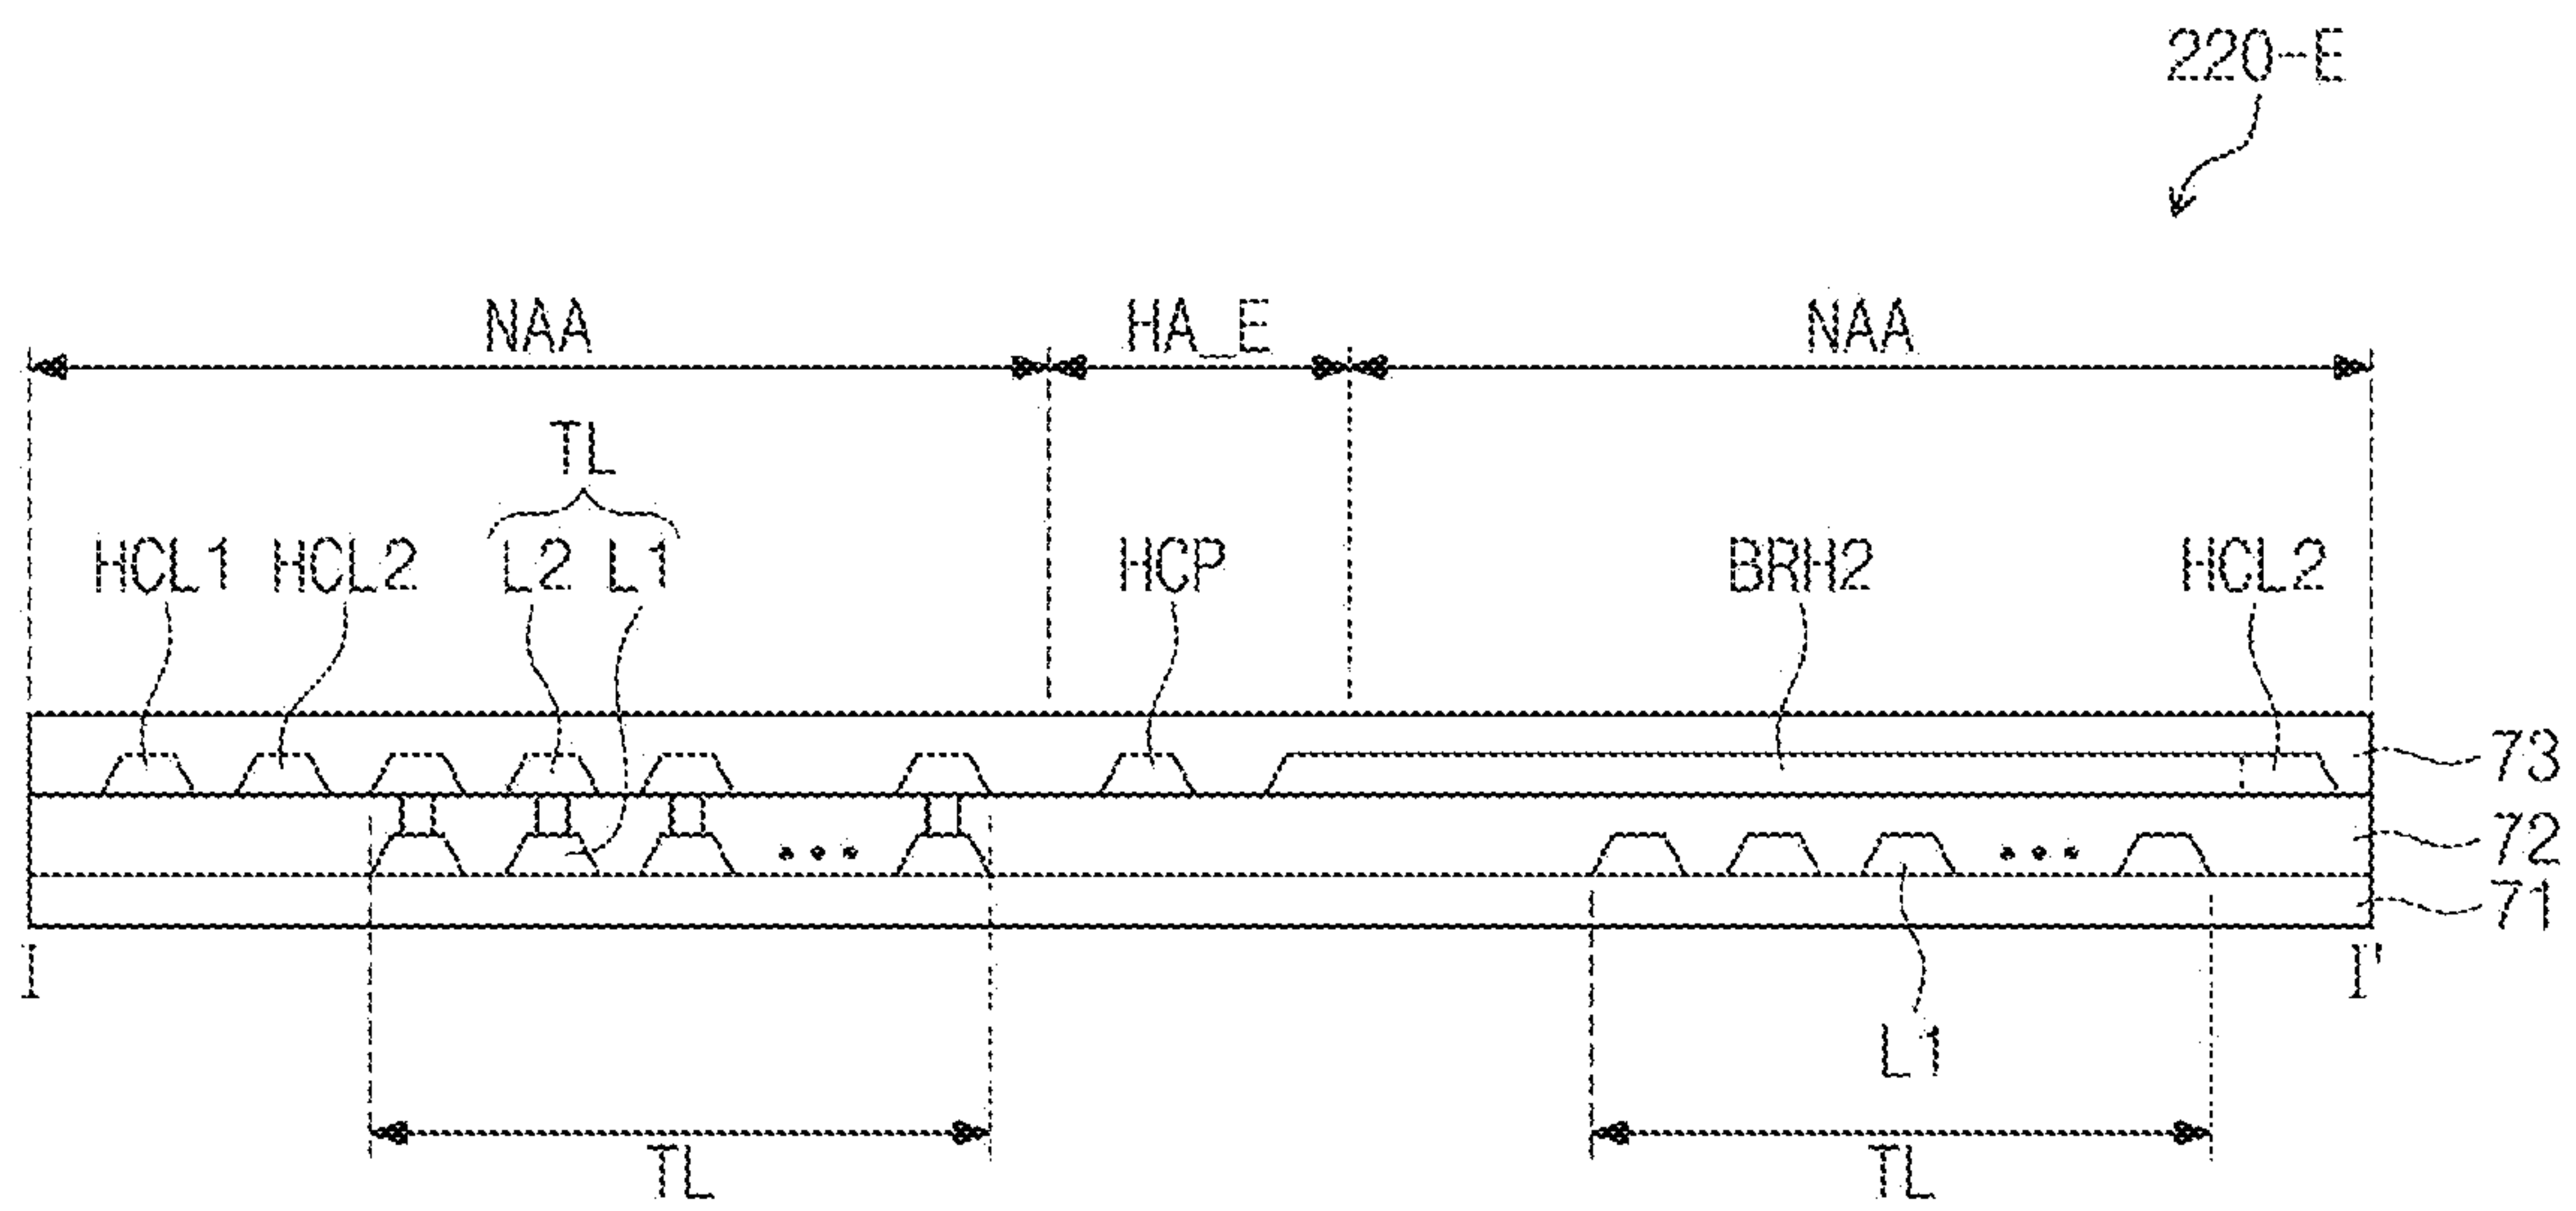 220-E
NAA HA_E NAA
TL
HCL1 HCL2 L2 L1 HCP BRH2 HCL2
73
72
71
I I'
L1
TL TL